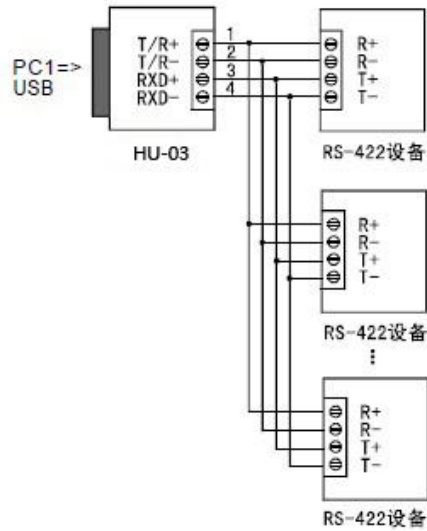 PC1=>
USB
T/R+
T/R-
RXD+
RXD-
1
2
3
4
HU-03
R+
R-
T+
T-
RS-422设备
R+
R-
T+
T-
RS-422设备
⋮
R+
R-
T+
T-
RS-422设备